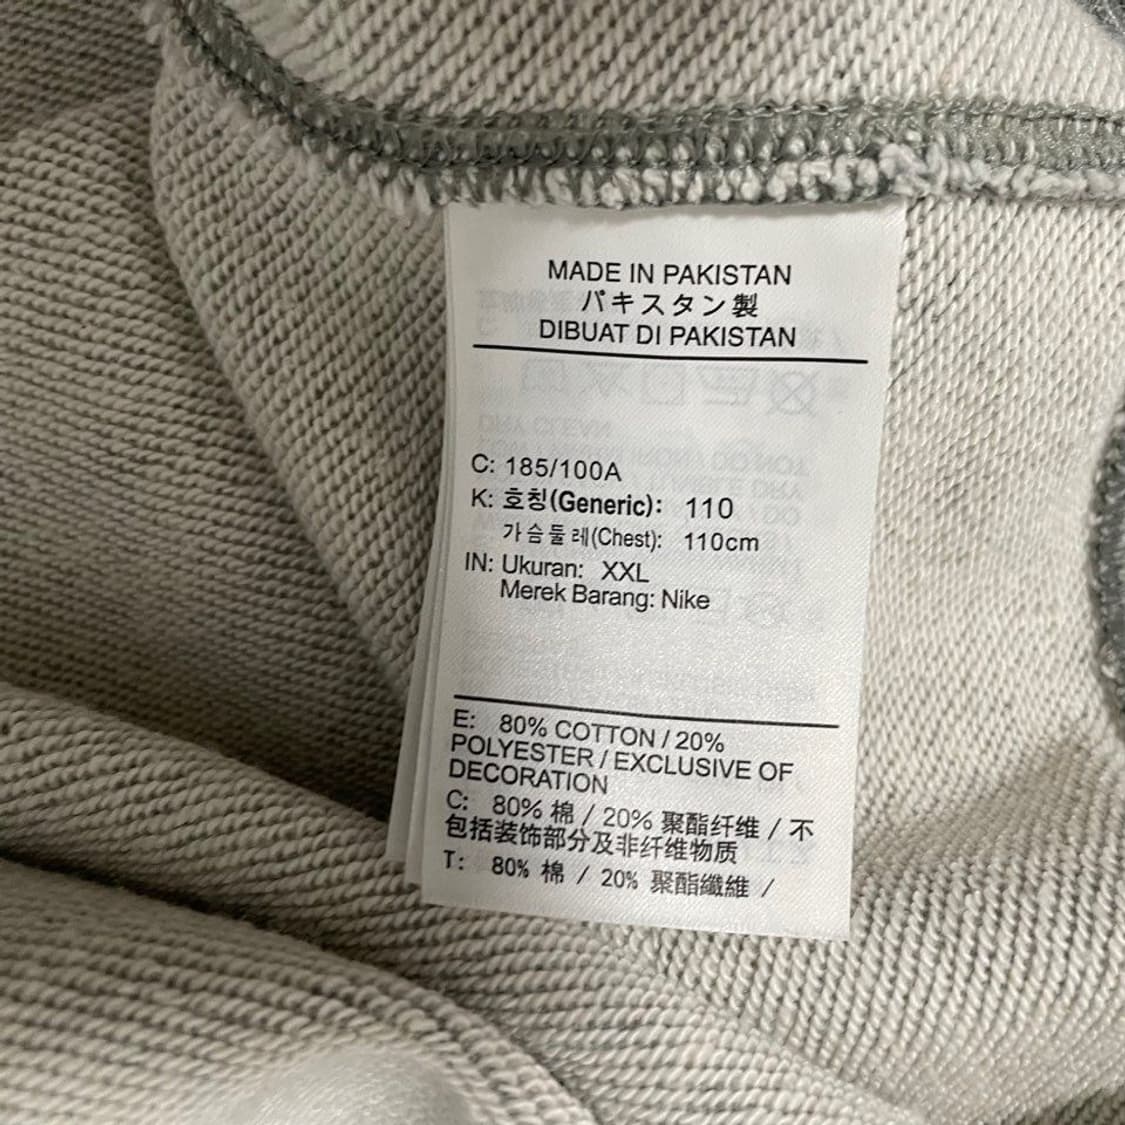 MADE IN PAKISTAN
パキスタン製
DIBUAT DI PAKISTAN
C: 185/100A
K: 호칭(Generic): 110
가슴둘레(Chest): 110cm
IN: Ukuran: XXL
Merek Barang: Nike
E: 80% COTTON / 20%
POLYESTER / EXCLUSIVE OF
DECORATION
C: 80% 棉 / 20% 聚酯纤维 / 不
包括装饰部分及非纤维物质
T: 80% 棉 / 20% 聚酯纖維 /